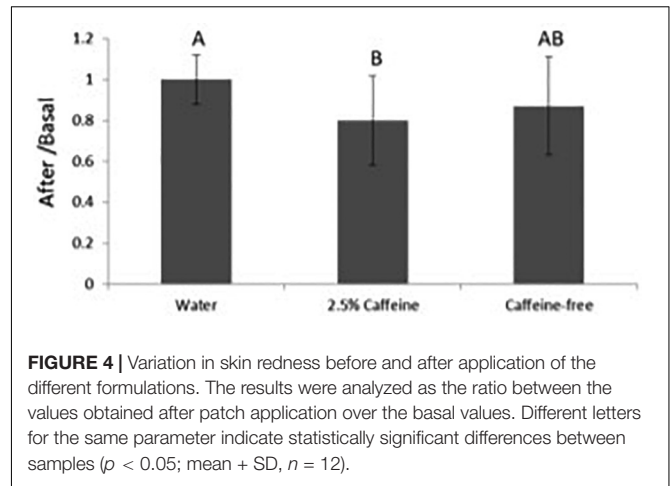 1.2
1
0.8
0.6
0.4
0.2
0
After /Basal
A
B
AB
Water
2.5% Caffeine
Caffeine-free
FIGURE 4 | Variation in skin redness before and after application of the
different formulations. The results were analyzed as the ratio between the
values obtained after patch application over the basal values. Different letters
for the same parameter indicate statistically significant differences between
samples (p < 0.05; mean + SD, n = 12).